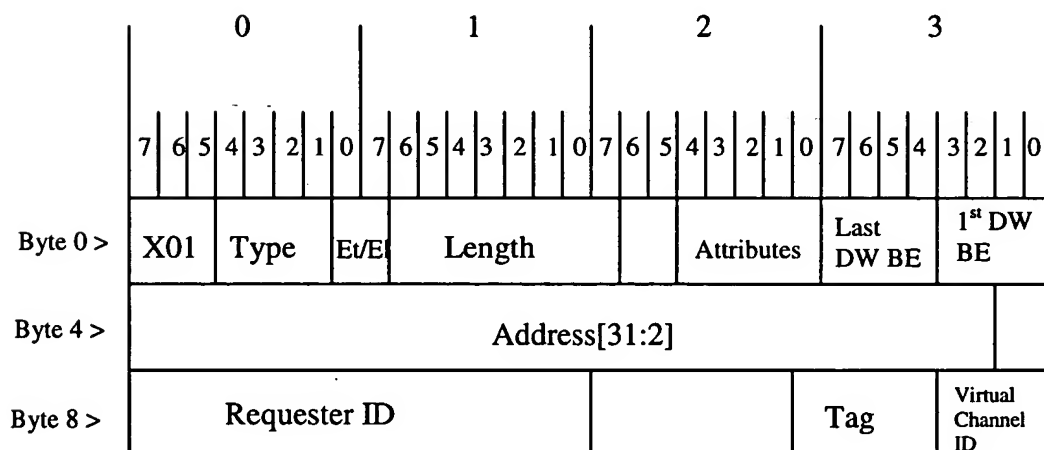 0 1 2 3
7 6 5 4 3 2 1 0 7 6 5 4 3 2 1 0 7 6 5 4 3 2 1 0 7 6 5 4 3 2 1 0
Byte 0 > X01 Type Et/El Length Attributes Last DW BE 1st DW BE
Byte 4 > Address[31:2]
Byte 8 > Requester ID Tag Virtual Channel ID